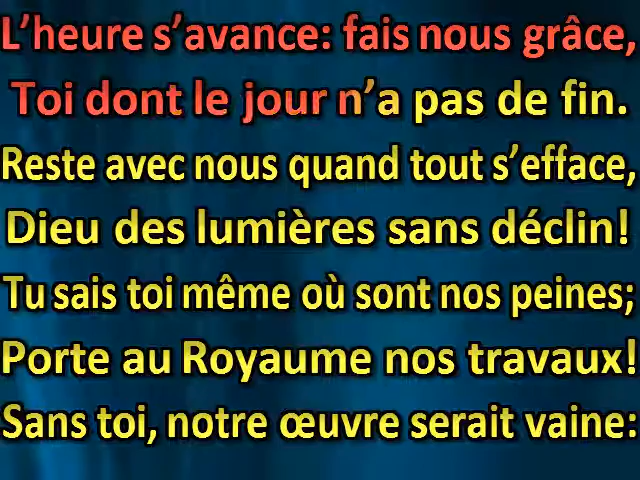 L’heure s’avance: fais nous grâce,
Toi dont le jour n’a pas de fin.
Reste avec nous quand tout s’efface,
Dieu des lumières sans déclin!
Tu sais toi même où sont nos peines;
Porte au Royaume nos travaux!
Sans toi, notre œuvre serait vaine: